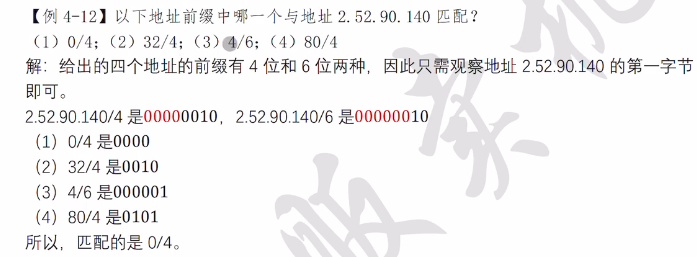 【例 4-12】以下地址前缀中哪一个与地址 2.52.90.140 匹配？
（1）0/4；（2）32/4；（3）4/6；（4）80/4
解：给出的四个地址的前缀有 4 位和 6 位两种，因此只需观察地址 2.52.90.140 的第一字节
即可。
2.52.90.140/4 是00000010，2.52.90.140/6 是00000010
（1）0/4 是0000
（2）32/4 是0010
（3）4/6 是000001
（4）80/4 是0101
所以，匹配的是 0/4。